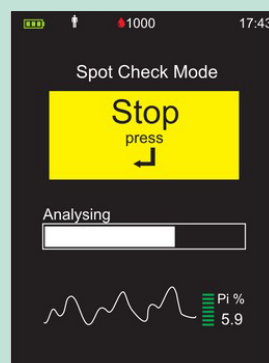 1000 17:43
Spot Check Mode
Stop
press
Analysing
Pi %
5.9